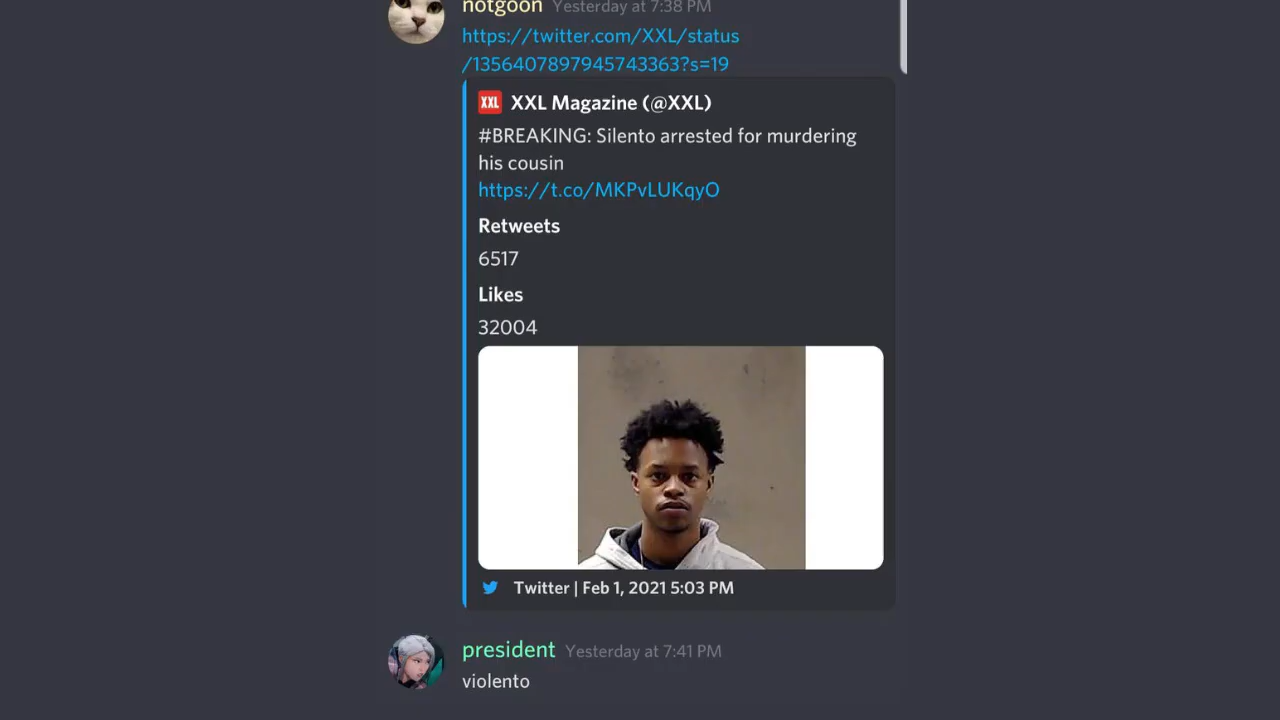 notgoon Yesterday at 7:38 PM
https://twitter.com/XXL/status
/1356407897945743363?s=19
XXL XXL Magazine (@XXL)
#BREAKING: Silento arrested for murdering
his cousin
https://t.co/MKPvLUKqyO
Retweets
6517
Likes
32004
Twitter | Feb 1, 2021 5:03 PM
president Yesterday at 7:41 PM
violento